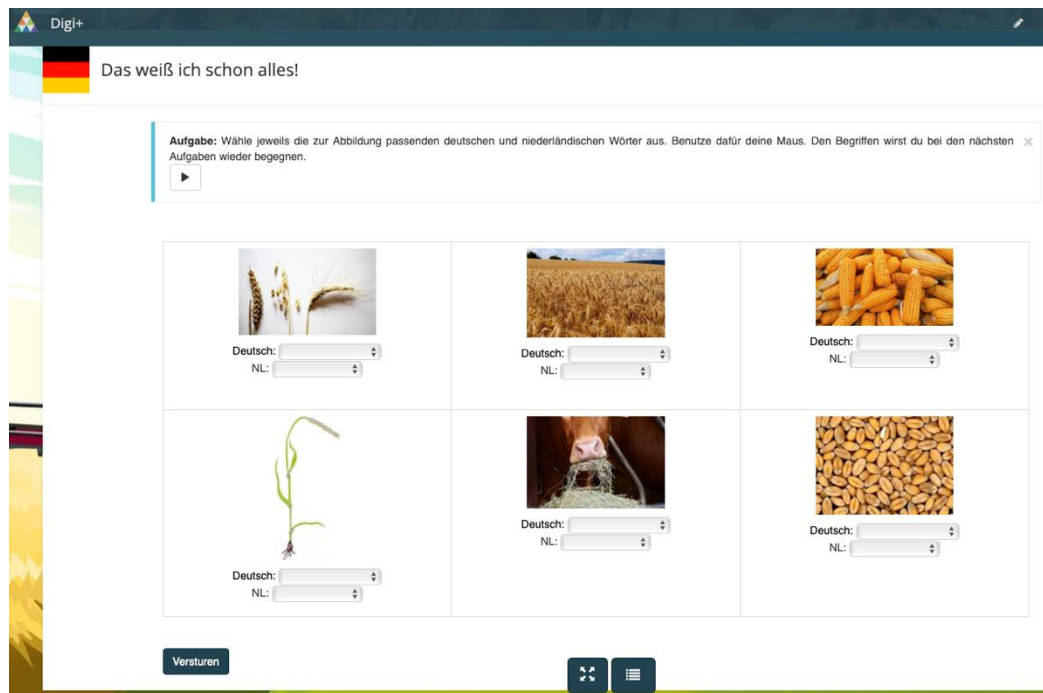 Digi+
Das weiß ich schon alles!
Aufgabe: Wähle jeweils die zur Abbildung passenden deutschen und niederländischen Wörter aus. Benutze dafür deine Maus. Den Begriffen wirst du bei den nächsten
Aufgaben wieder begegnen.
Deutsch:
NL:
Deutsch:
NL:
Deutsch:
NL:
Deutsch:
NL:
Deutsch:
NL:
Deutsch:
NL:
Versturen